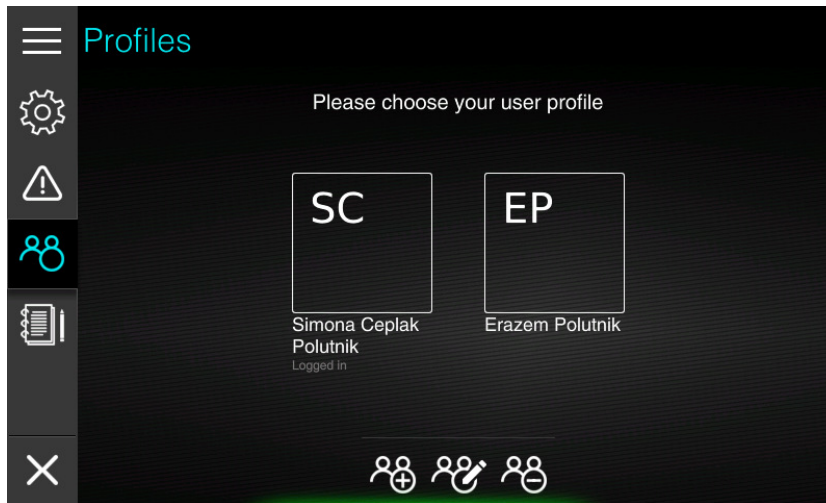 Profiles
Please choose your user profile
SC
EP
Simona Ceplak
Polutnik
Logged in
Erazem Polutnik